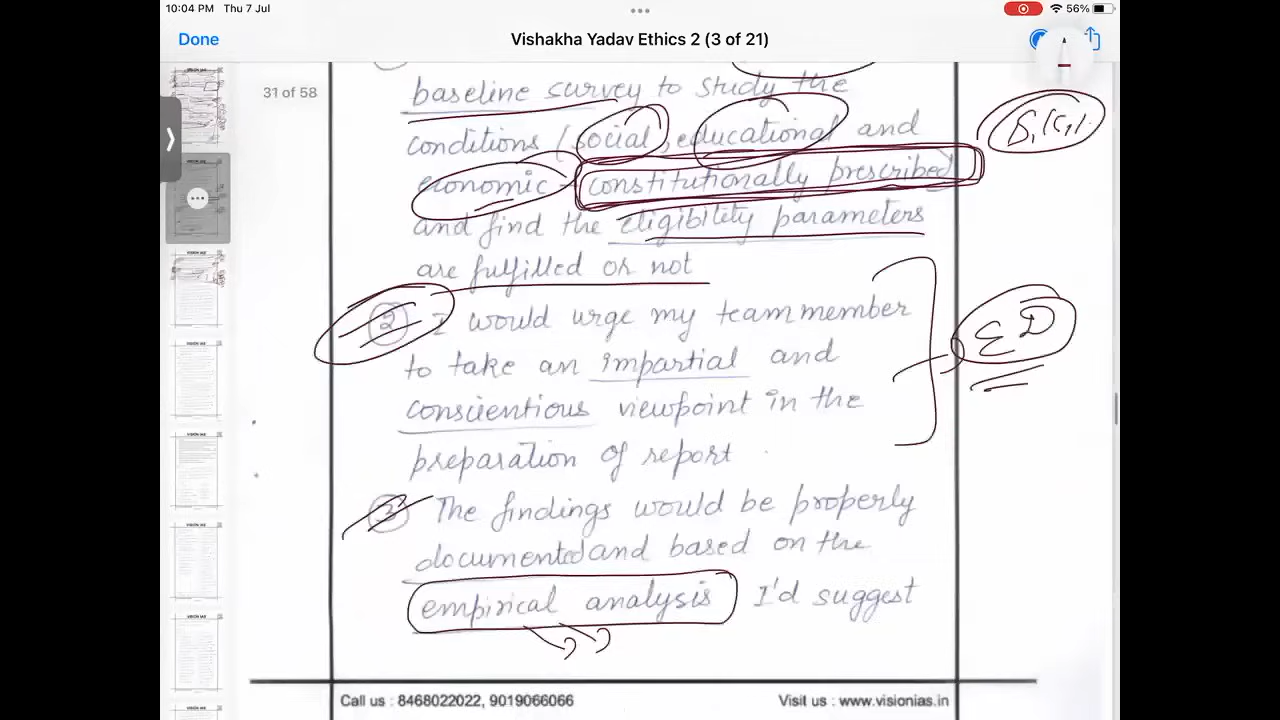 10:04 PM Thu 7 Jul
56%
Done
Vishakha Yadav Ethics 2 (3 of 21)
31 of 58
baseline survey to study the
conditions (social, educational and
economic - constitutionally prescribed
and find the eligibility parameters
are fulfilled or not
② I would urge my team member
to take an impartial and
conscientious viewpoint in the
preparation of report
The findings would be properly
documented and based on the
empirical analysis I'd suggest
ED
Call us : 8468022022, 9019066066
Visit us : www.visionias.in